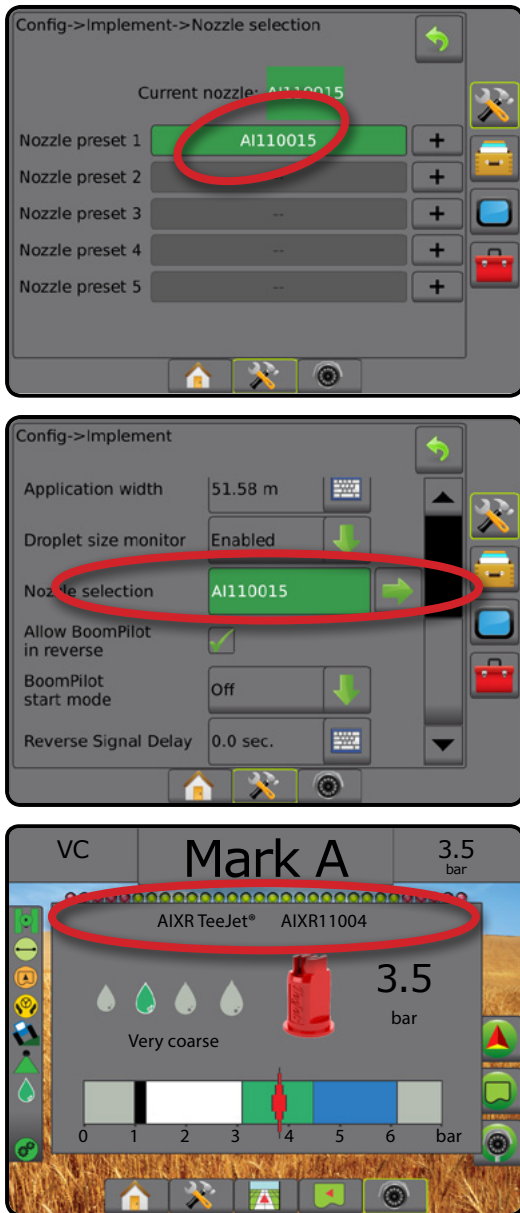 Config->Implement->Nozzle selection
Current nozzle: AI110015
Nozzle preset 1 AI110015 +
Nozzle preset 2 +
Nozzle preset 3 -- +
Nozzle preset 4 -- +
Nozzle preset 5 -- +
Config->Implement
Application width 51.58 m
Droplet size monitor Enabled
Nozzle selection AI110015
Allow BoomPilot
in reverse
BoomPilot
start mode Off
Reverse Signal Delay 0.0 sec.
VC Mark A 3.5
bar
AIXR TeeJet® AIXR11004
3.5
bar
Very coarse
0 1 2 3 4 5 6 bar